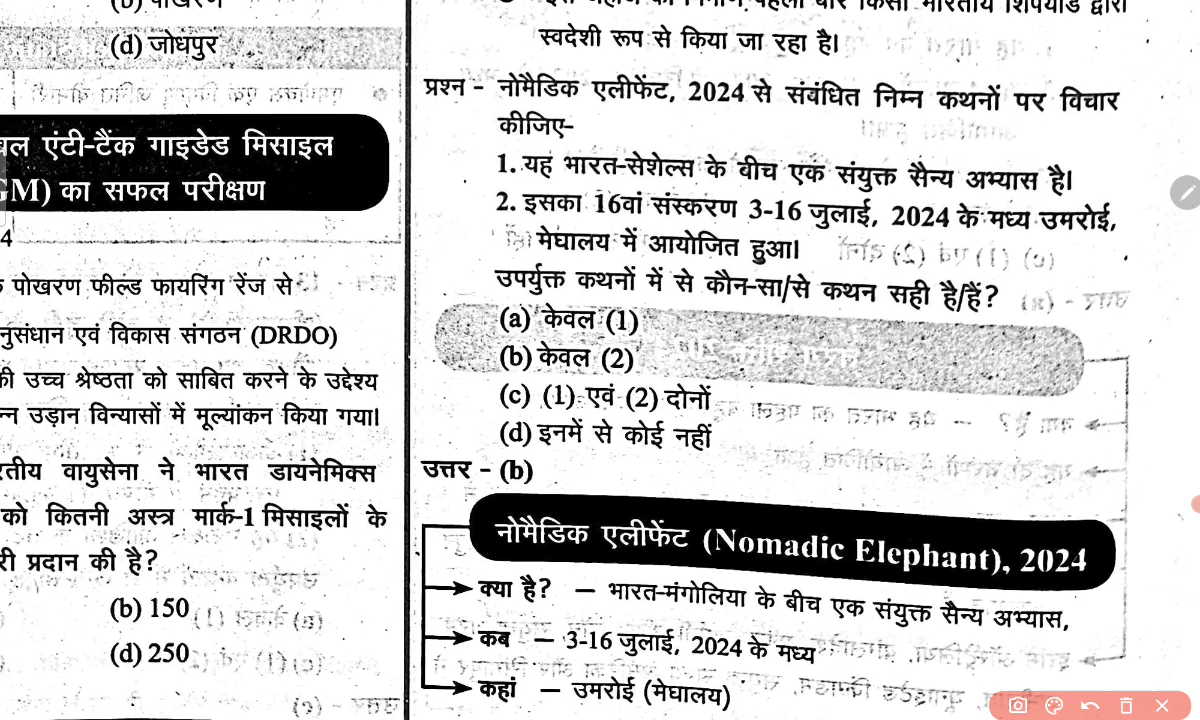 (d) जोधपुर
एंटी-टैंक गाइडेड मिसाइल
का सफल परीक्षण
4
पोखरण फील्ड फायरिंग रेंज से
एवं विकास संगठन (DRDO)
उच्च श्रेष्ठता को साबित करने के उद्देश्य
उड़ान विन्यासों में मूल्यांकन किया गया।
वायुसेना ने भारत डायनेमिक्स
को कितनी अस्त्र मार्क-1 मिसाइलों के
प्रदान की है?
(b) 150
(d) 250
स्वदेशी रूप से किया जा रहा है।
प्रश्न - नोमैडिक एलीफेंट, 2024 से संबंधित निम्न कथनों पर विचार
कीजिए-
1. यह भारत-सेशेल्स के बीच एक संयुक्त सैन्य अभ्यास है।
2. इसका 16वां संस्करण 3-16 जुलाई, 2024 के मध्य उमरोई,
मेघालय में आयोजित हुआ।
उपर्युक्त कथनों में से कौन-सा/से कथन सही है/हैं?
(a) केवल (1)
(b) केवल (2)
(c) (1) एवं (2) दोनों
(d) इनमें से कोई नहीं
उत्तर - (b)
नोमैडिक एलीफेंट (Nomadic Elephant), 2024
क्या है? – भारत-मंगोलिया के बीच एक संयुक्त सैन्य अभ्यास,
कब – 3-16 जुलाई, 2024 के मध्य
कहां – उमरोई (मेघालय)